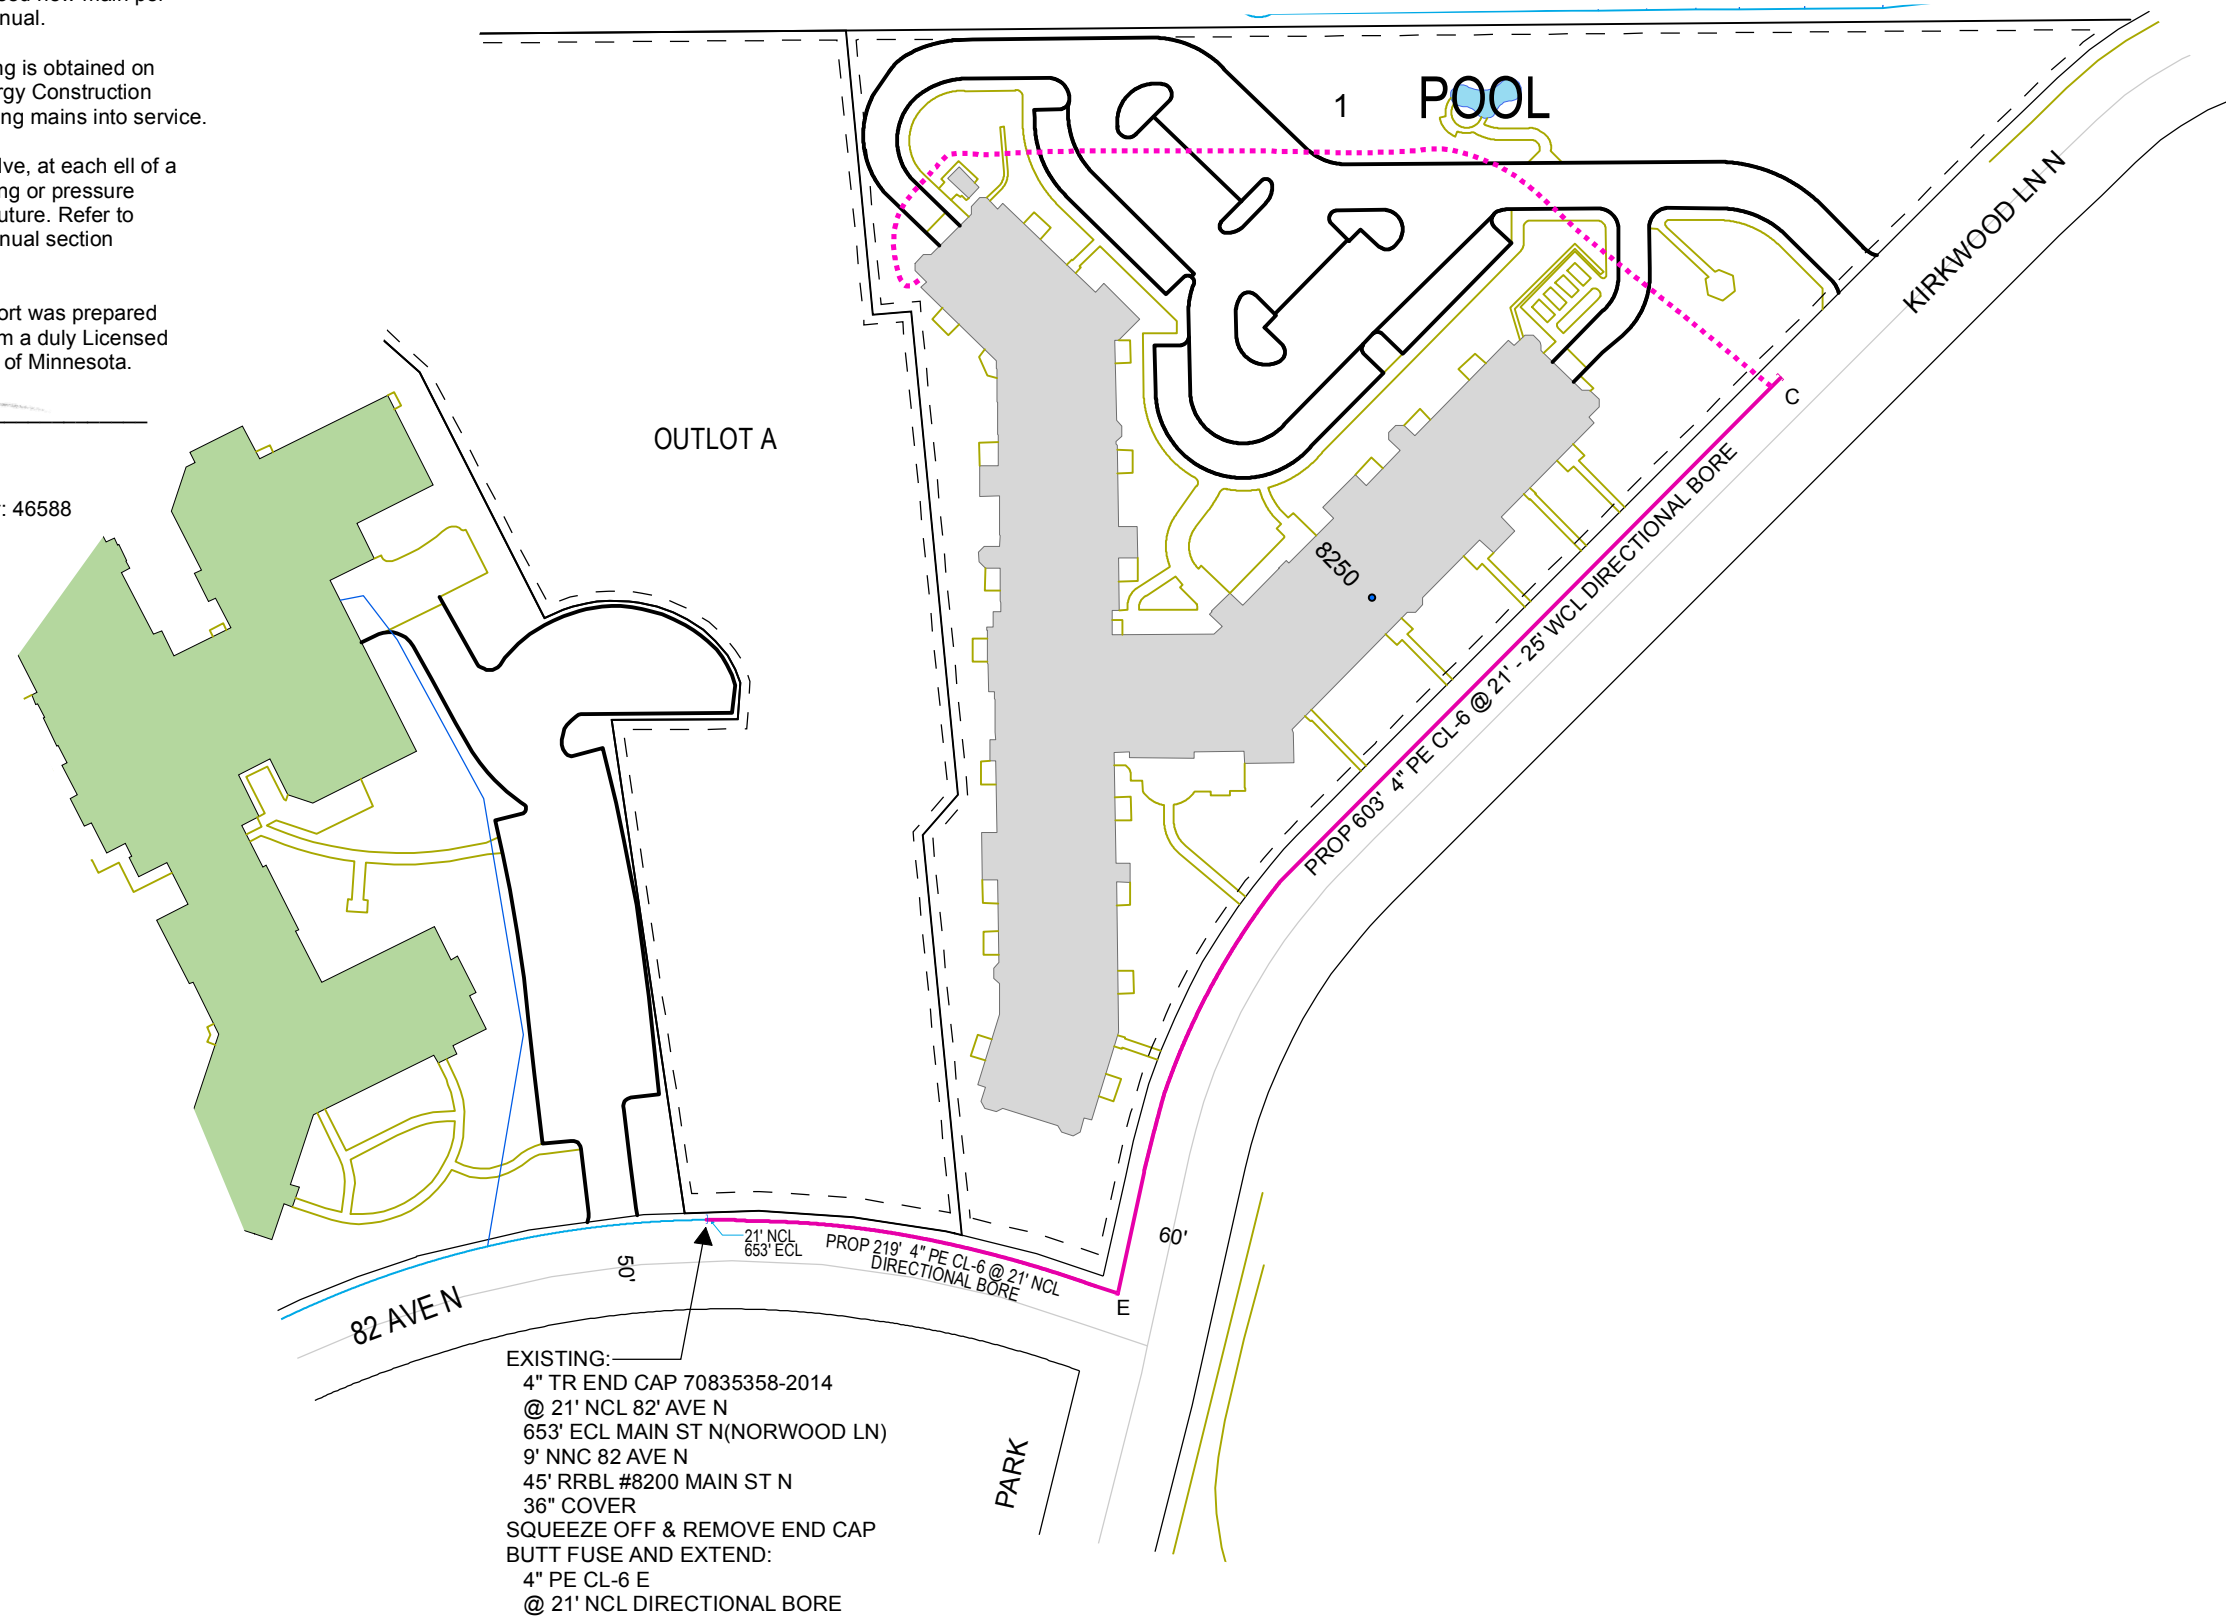 nual.
ng is obtained on
rgy Construction
ng mains into service.
lve, at each ell of a
ng or pressure
uture. Refer to
nual section
ort was prepared
m a duly Licensed
of Minnesota.
: 46588
1
POOL
KIRKWOOD LN N
C
OUTLOT A
8250
PROP 603' 4" PE CL-6 @ 21' - 25' WCL DIRECTIONAL BORE
21' NCL
653' ECL
PROP 219' 4" PE CL-6 @ 21' NCL
DIRECTIONAL BORE
60'
50'
E
82 AVE N
PARK
EXISTING:
4" TR END CAP 70835358-2014
@ 21' NCL 82' AVE N
653' ECL MAIN ST N(NORWOOD LN)
9' NNC 82 AVE N
45' RRBL #8200 MAIN ST N
36" COVER
SQUEEZE OFF & REMOVE END CAP
BUTT FUSE AND EXTEND:
4" PE CL-6 E
@ 21' NCL DIRECTIONAL BORE